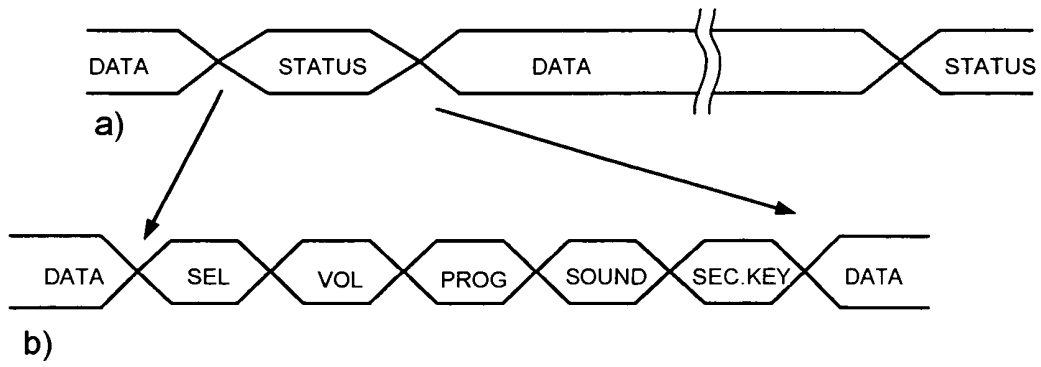 DATA STATUS DATA STATUS
a)
DATA SEL VOL PROG SOUND SEC.KEY DATA
b)